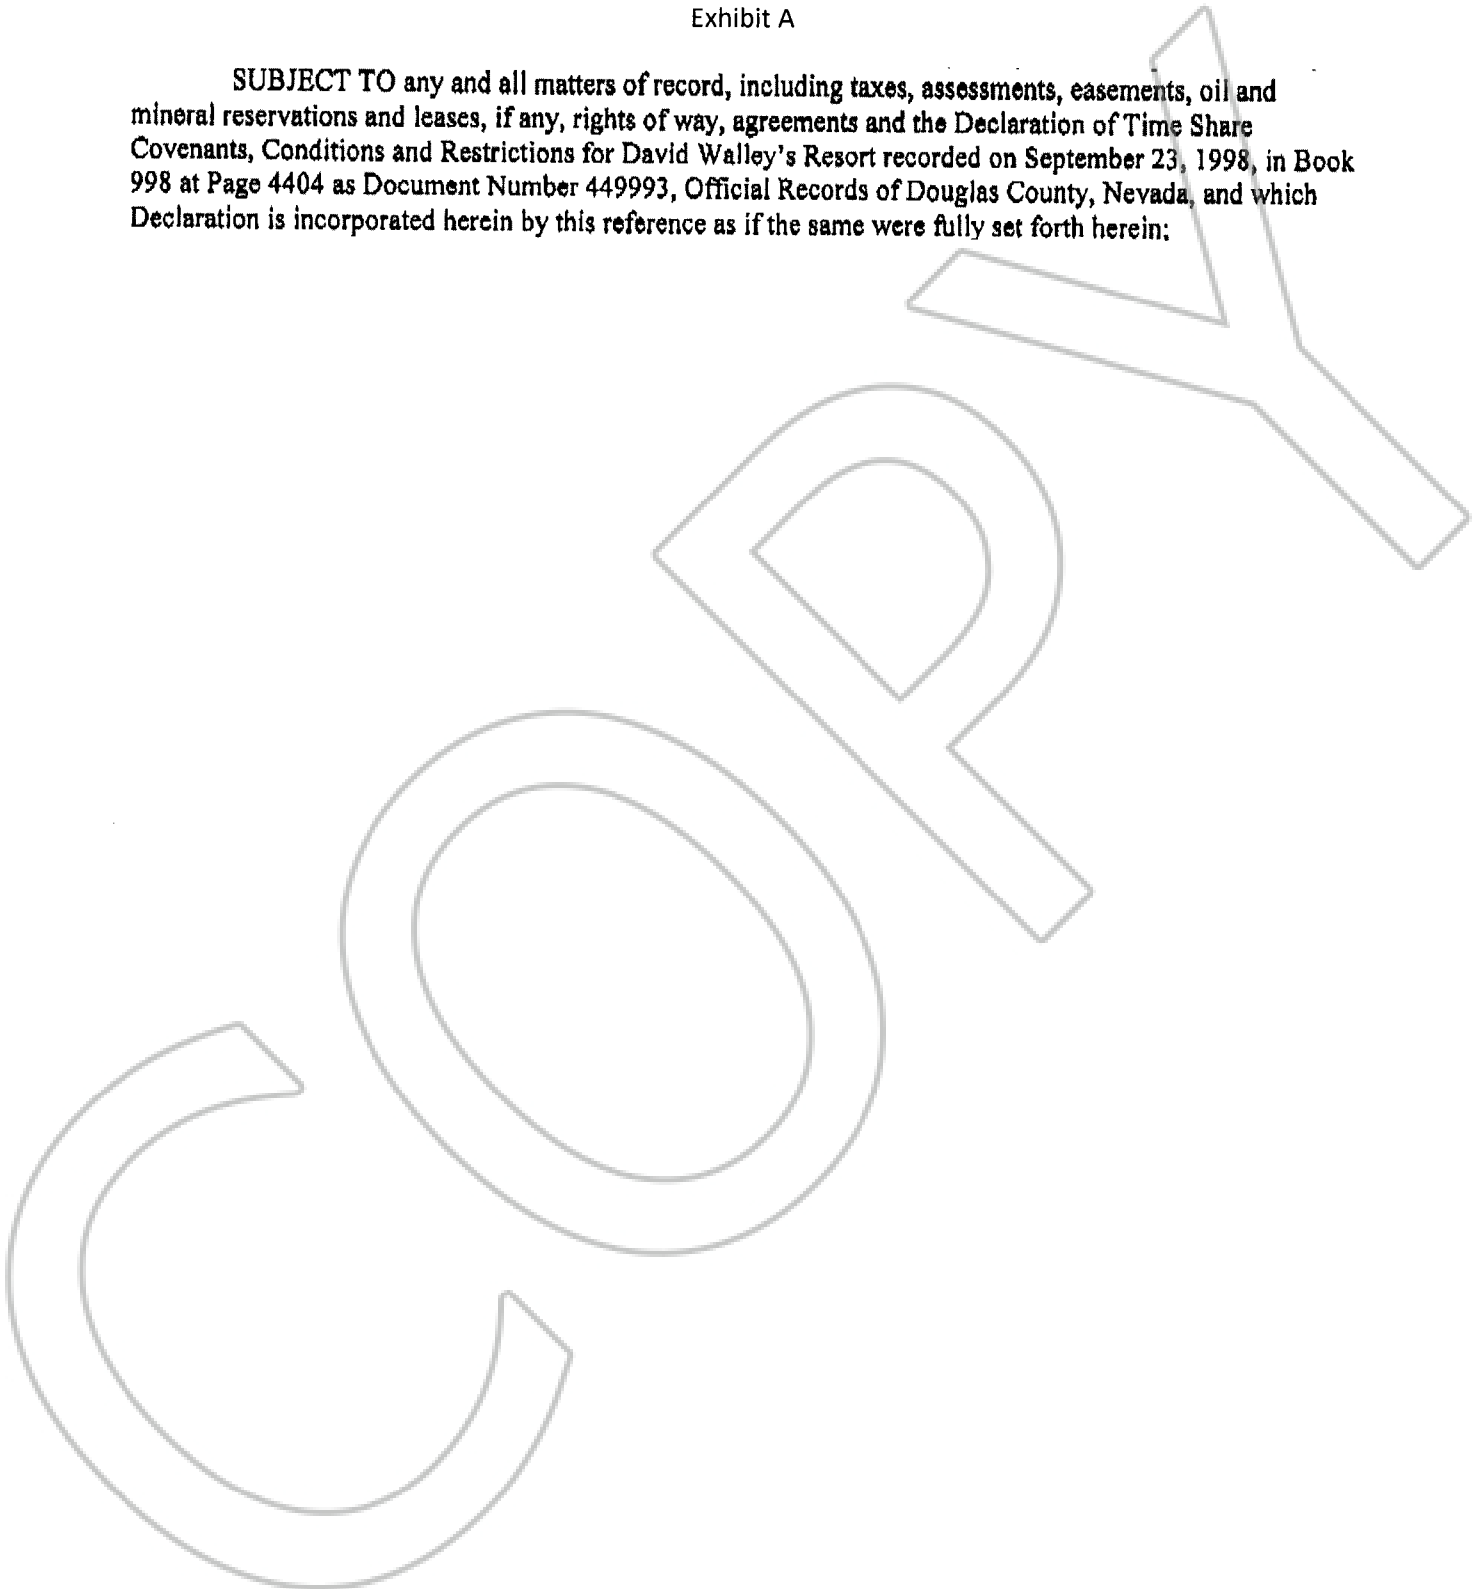 Exhibit A
SUBJECT TO any and all matters of record, including taxes, assessments, easements, oil and
mineral reservations and leases, if any, rights of way, agreements and the Declaration of Time Share
Covenants, Conditions and Restrictions for David Walley's Resort recorded on September 23, 1998, in Book
998 at Page 4404 as Document Number 449993, Official Records of Douglas County, Nevada, and which
Declaration is incorporated herein by this reference as if the same were fully set forth herein;
COPY